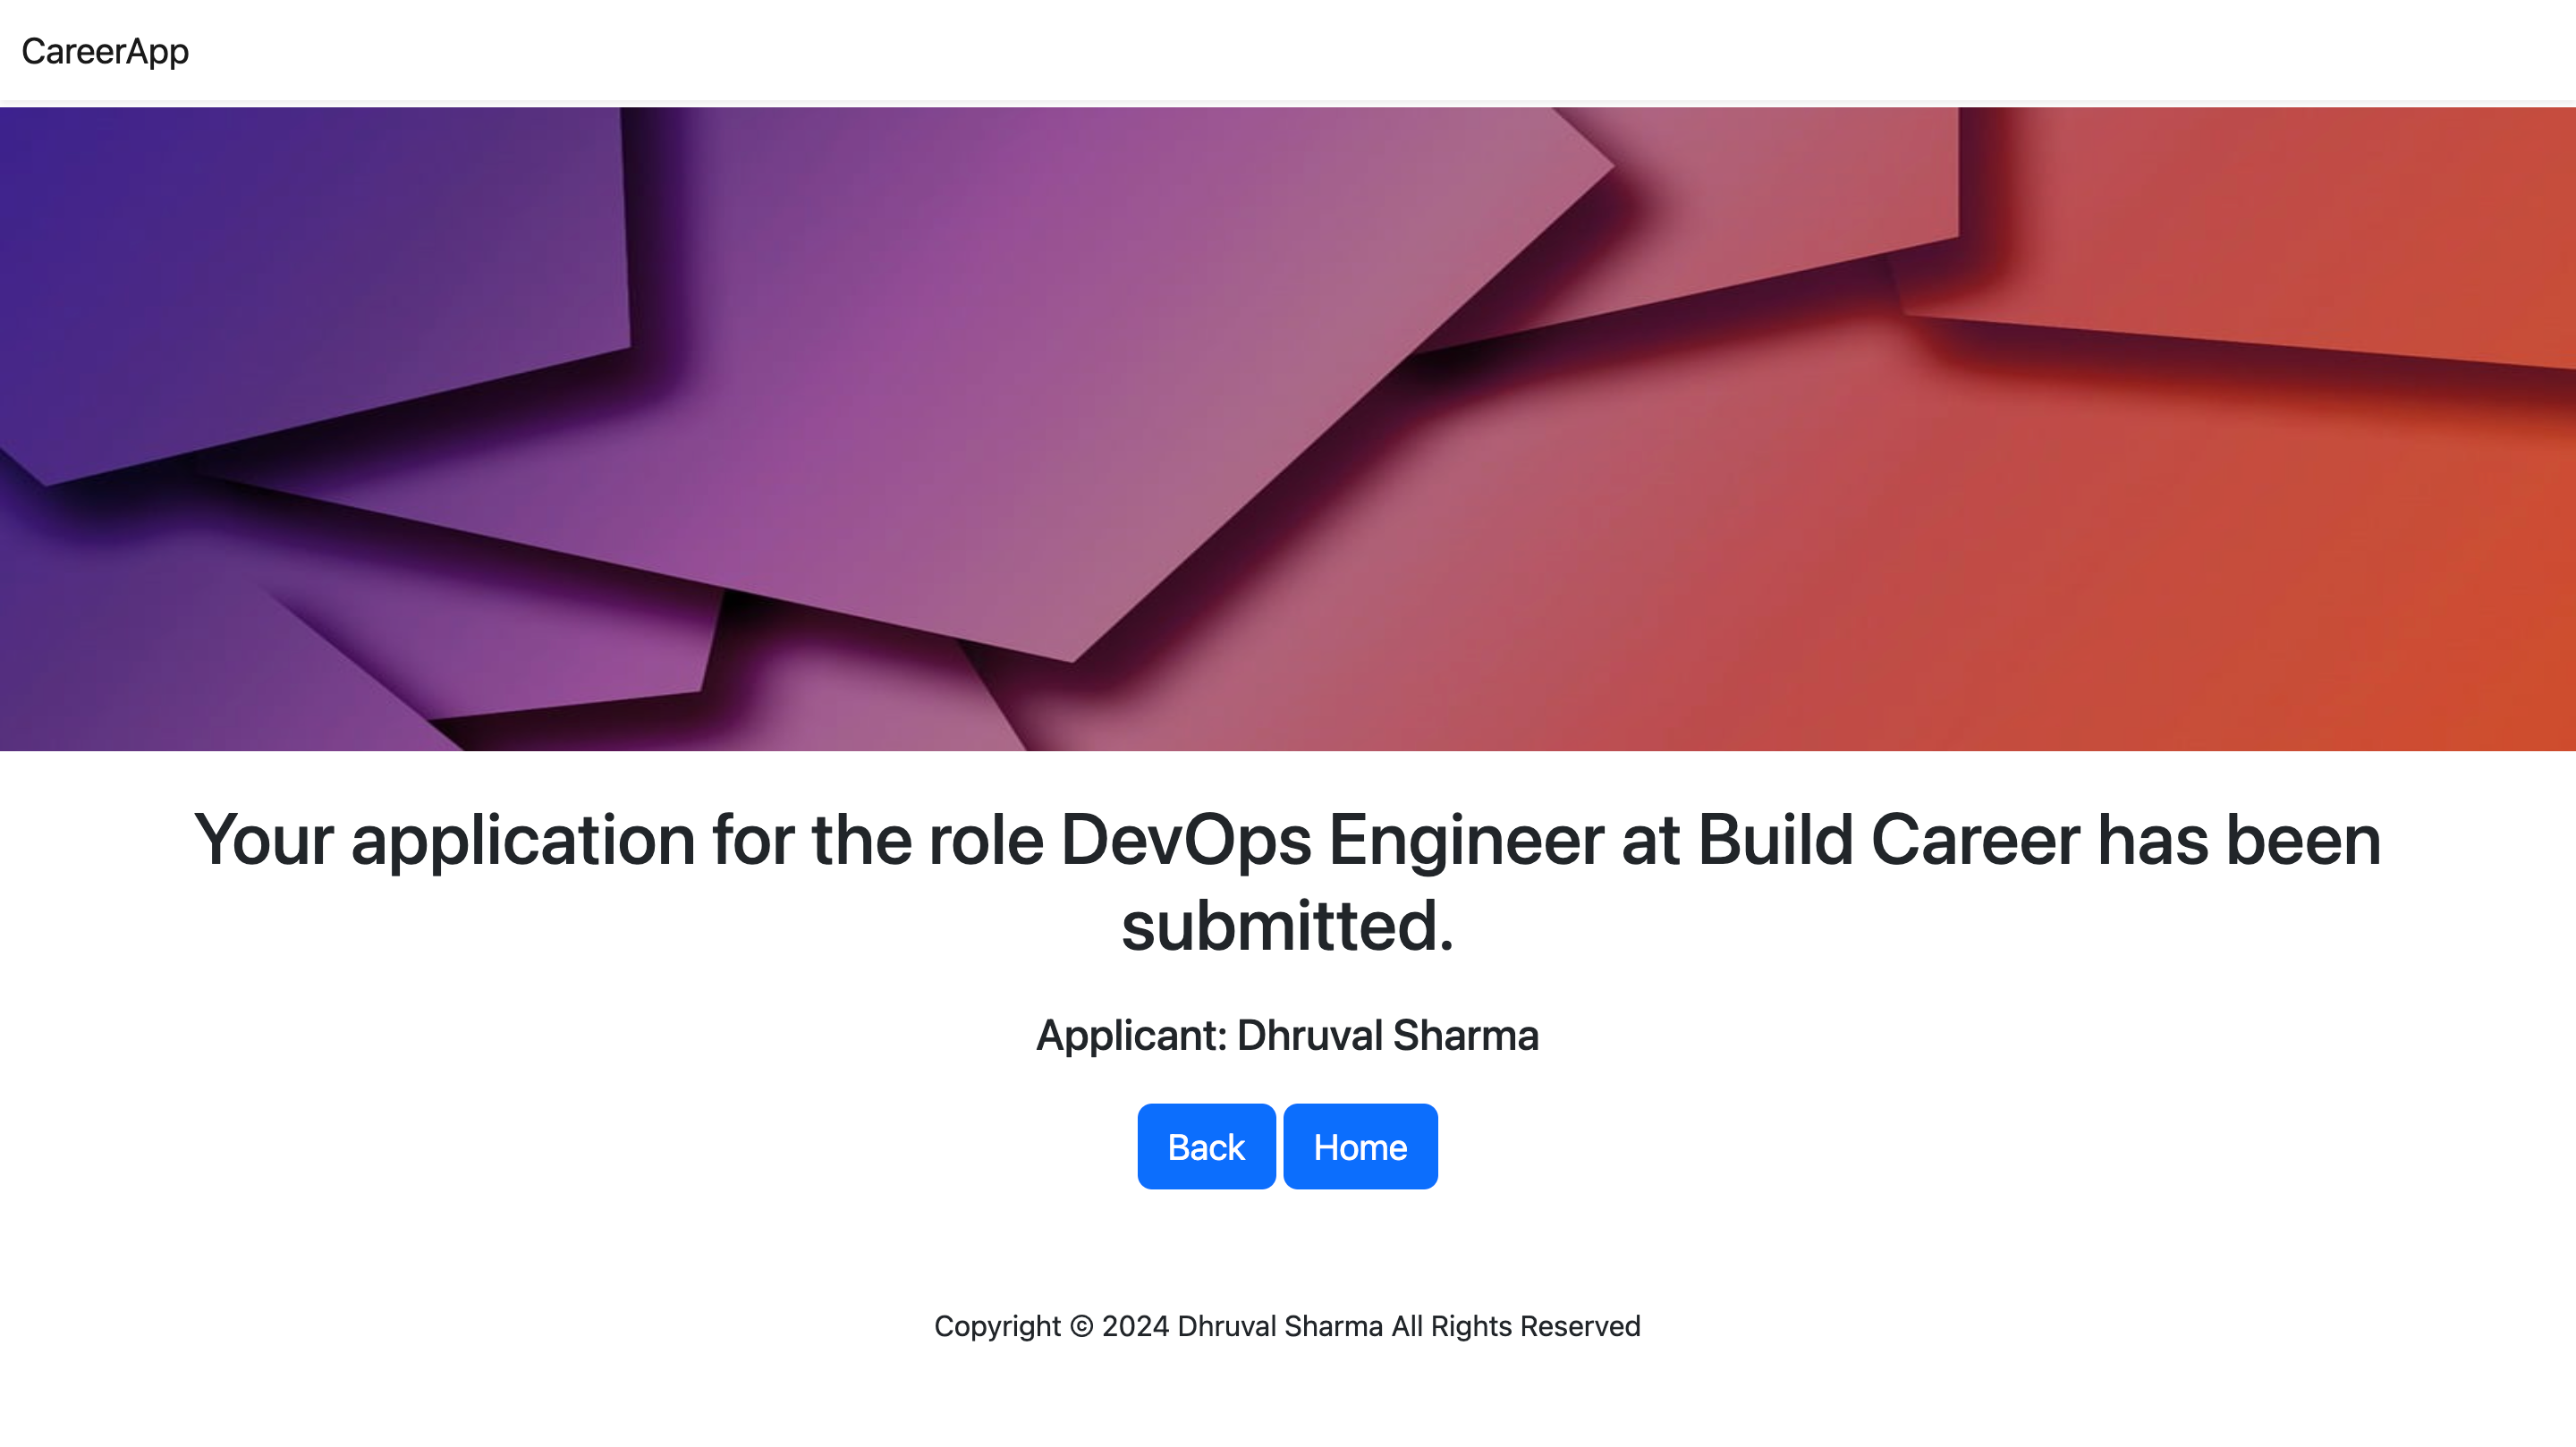 CareerApp
Your application for the role DevOps Engineer at Build Career has been
submitted.
Applicant: Dhruval Sharma
Back Home
Copyright © 2024 Dhruval Sharma All Rights Reserved